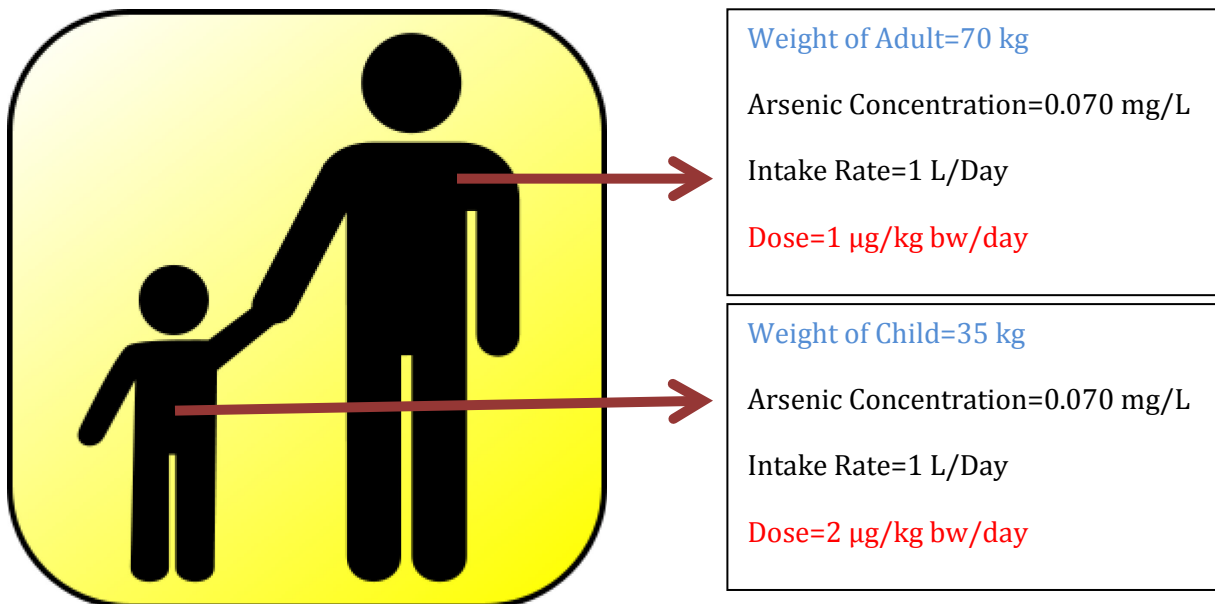 Weight of Adult=70 kg
Arsenic Concentration=0.070 mg/L
Intake Rate=1 L/Day
Dose=1 μg/kg bw/day
Weight of Child=35 kg
Arsenic Concentration=0.070 mg/L
Intake Rate=1 L/Day
Dose=2 μg/kg bw/day